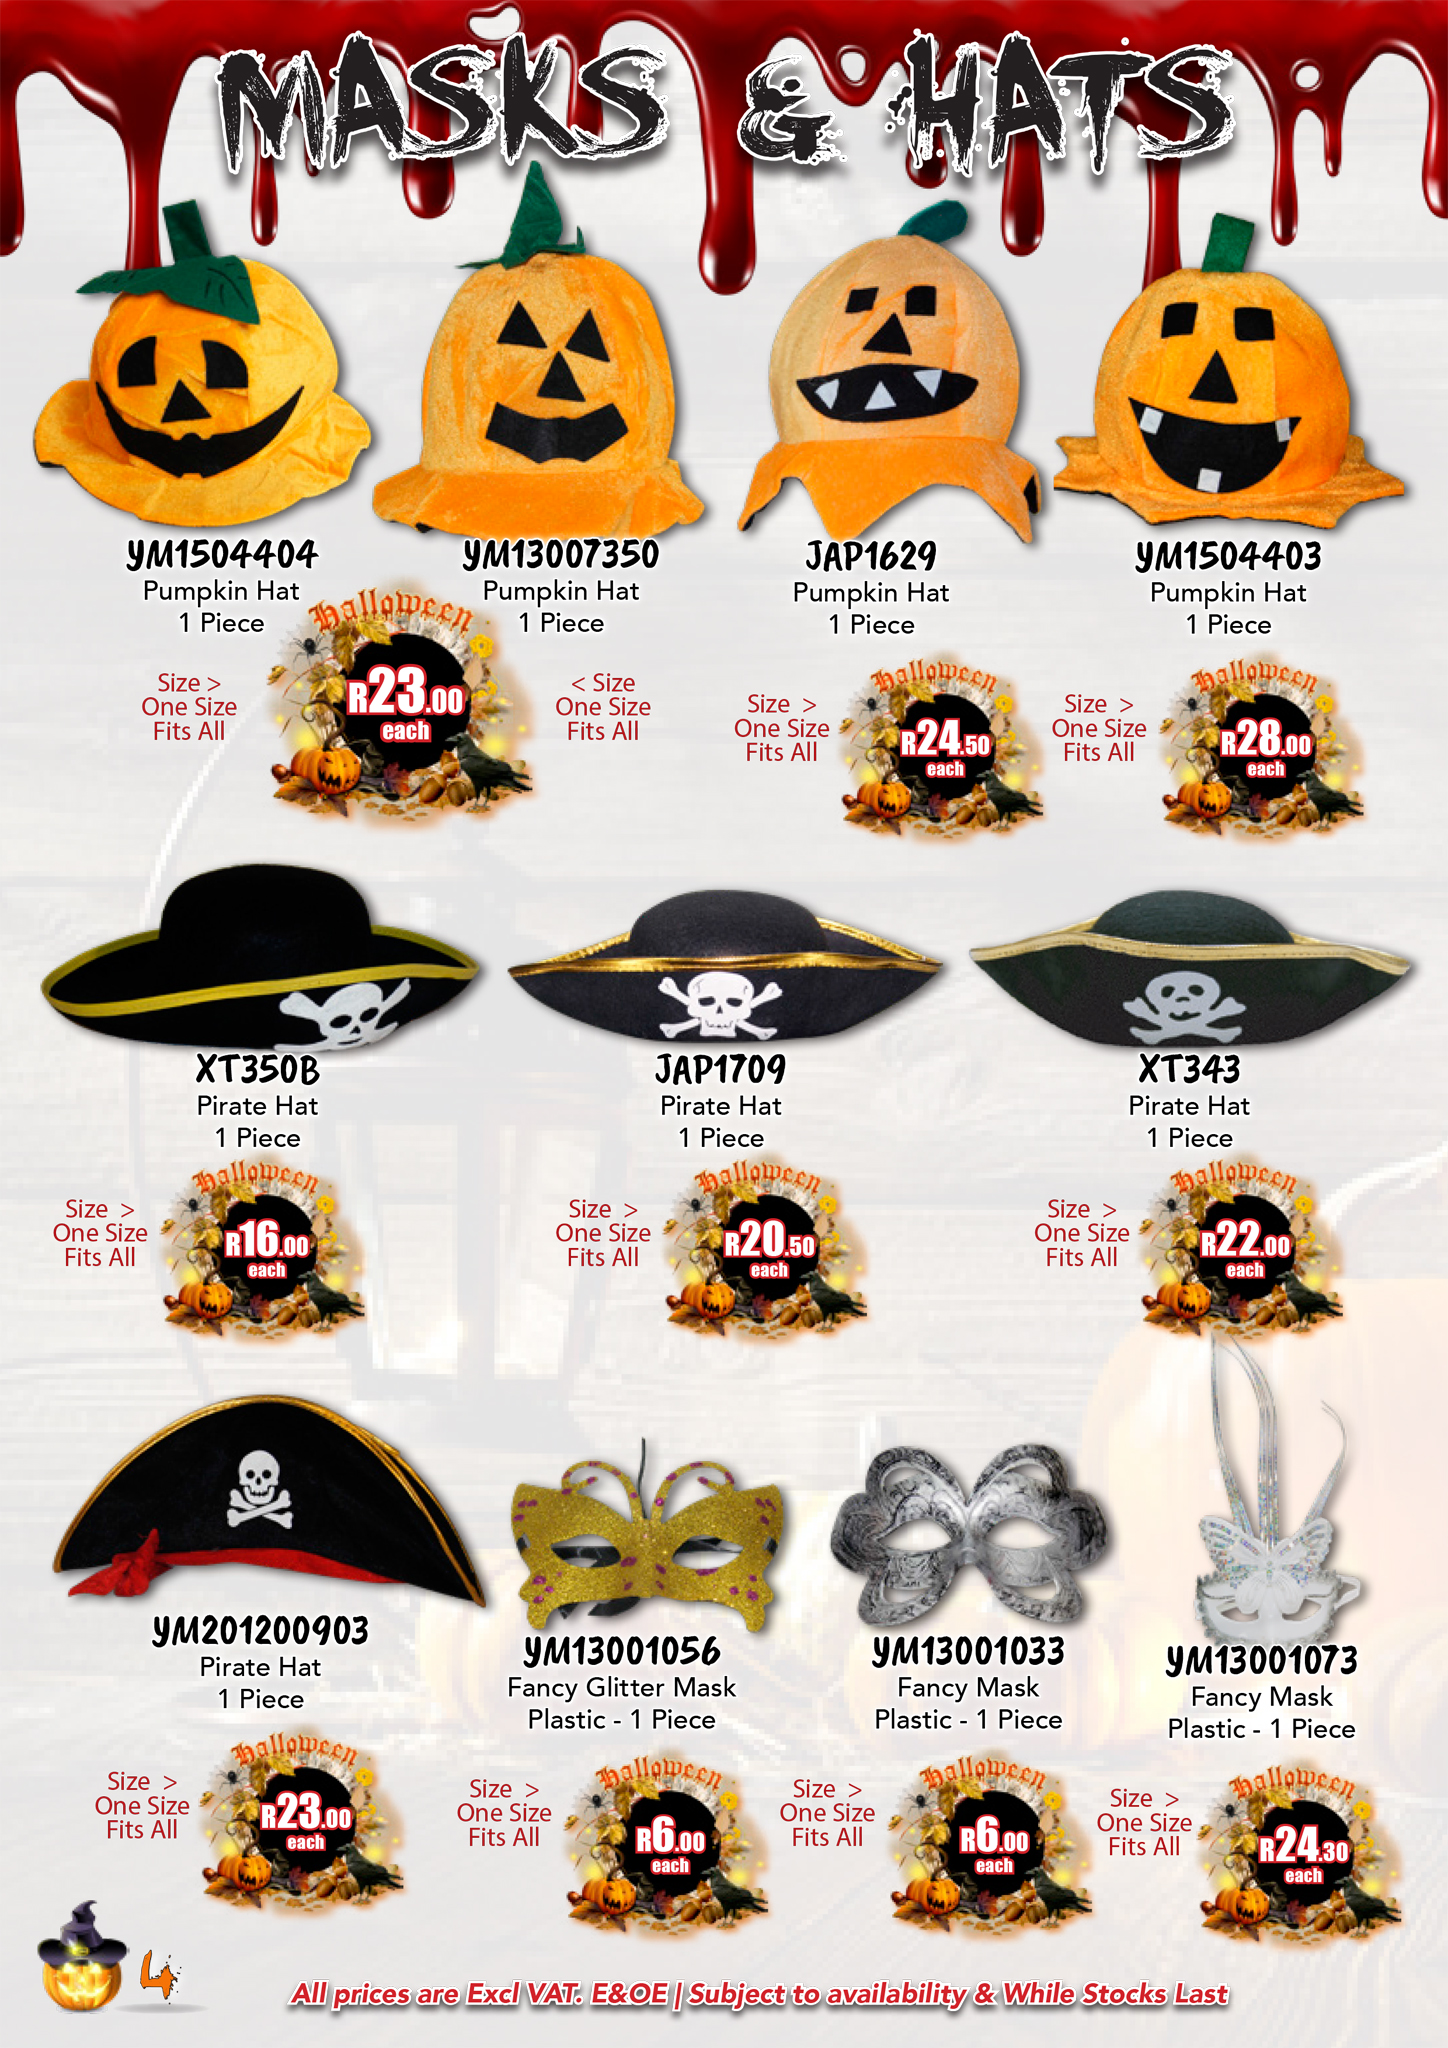 MASKS & HATS
YM1504404
Pumpkin Hat
1 Piece
YM13007350
Pumpkin Hat
1 Piece
JAP1629
Pumpkin Hat
1 Piece
YM1504403
Pumpkin Hat
1 Piece
Size >
One Size
Fits All
Halloween
R23.00
each
< Size
One Size
Fits All
Size >
One Size
Fits All
Halloween
R24.50
each
Size >
One Size
Fits All
Halloween
R28.00
each
XT350B
Pirate Hat
1 Piece
JAP1709
Pirate Hat
1 Piece
XT343
Pirate Hat
1 Piece
Size >
One Size
Fits All
Halloween
R16.00
each
Size >
One Size
Fits All
Halloween
R20.50
each
Size >
One Size
Fits All
Halloween
R22.00
each
YM201200903
Pirate Hat
1 Piece
YM13001056
Fancy Glitter Mask
Plastic - 1 Piece
YM13001033
Fancy Mask
Plastic - 1 Piece
YM13001073
Fancy Mask
Plastic - 1 Piece
Size >
One Size
Fits All
Halloween
R23.00
each
Size >
One Size
Fits All
Halloween
R6.00
each
Size >
One Size
Fits All
Halloween
R6.00
each
Size >
One Size
Fits All
Halloween
R24.30
each
4
All prices are Excl VAT. E&OE | Subject to availability & While Stocks Last